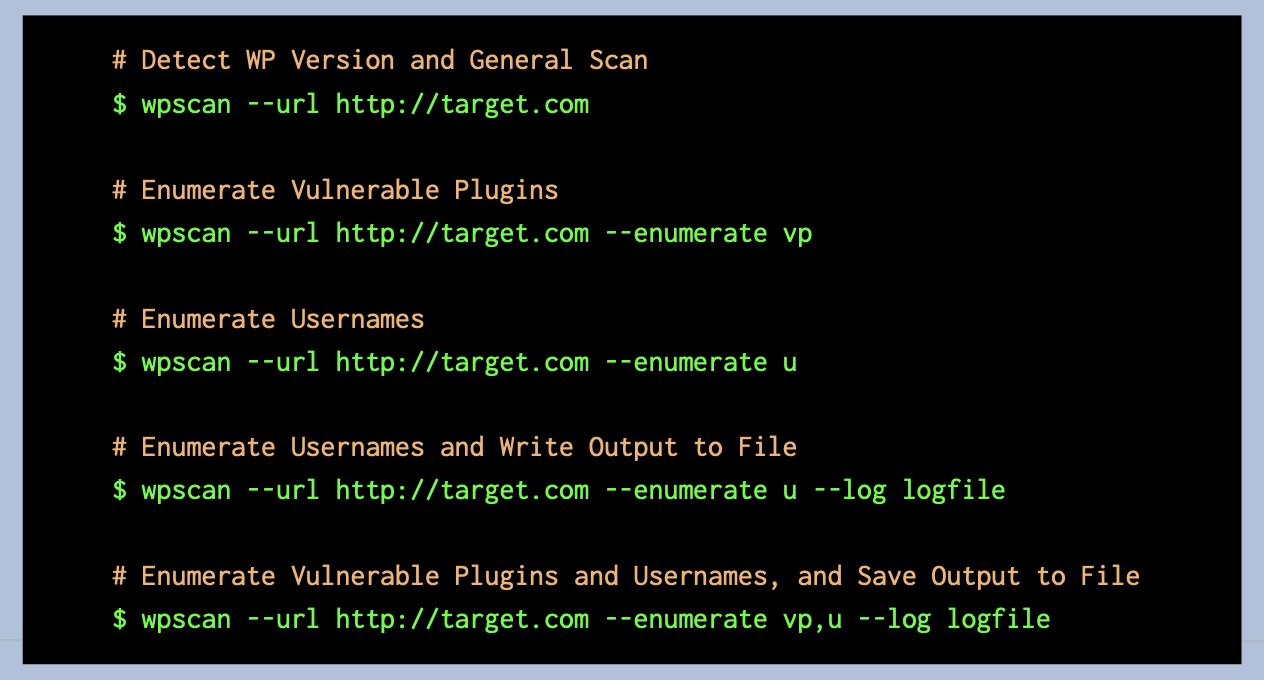 # Detect WP Version and General Scan
$ wpscan --url http://target.com
# Enumerate Vulnerable Plugins
$ wpscan --url http://target.com --enumerate vp
# Enumerate Usernames
$ wpscan --url http://target.com --enumerate u
# Enumerate Usernames and Write Output to File
$ wpscan --url http://target.com --enumerate u --log logfile
# Enumerate Vulnerable Plugins and Usernames, and Save Output to File
$ wpscan --url http://target.com --enumerate vp,u --log logfile